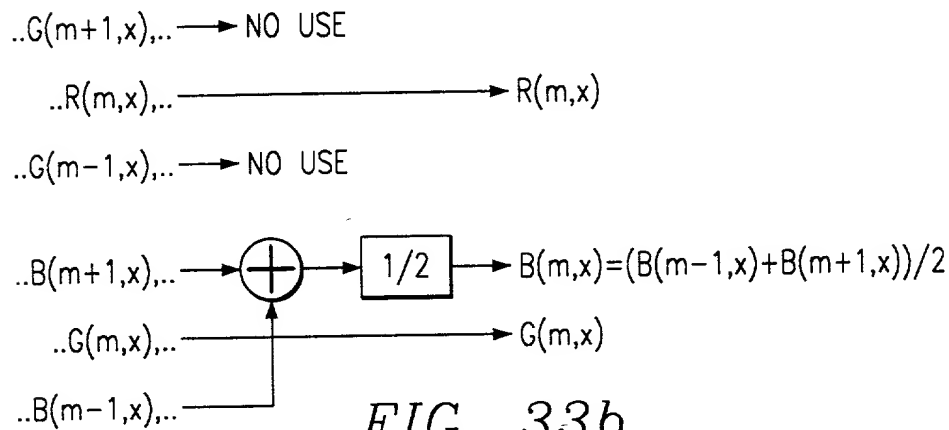 ..G(m+1,x),.. NO USE
..R(m,x),.. R(m,x)
..G(m-1,x),.. NO USE
..B(m+1,x),.. + 1/2 B(m,x)=(B(m-1,x)+B(m+1,x))/2
..G(m,x),.. G(m,x)
..B(m-1,x),..
FIG. 33b